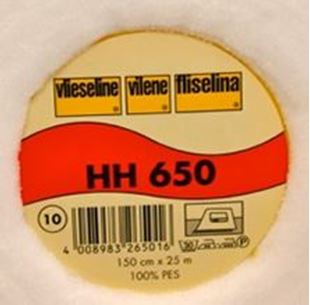 vlieseline vilene fliselina
HH 650
10
4 008983 265016
150 cm x 25 m
100% PES